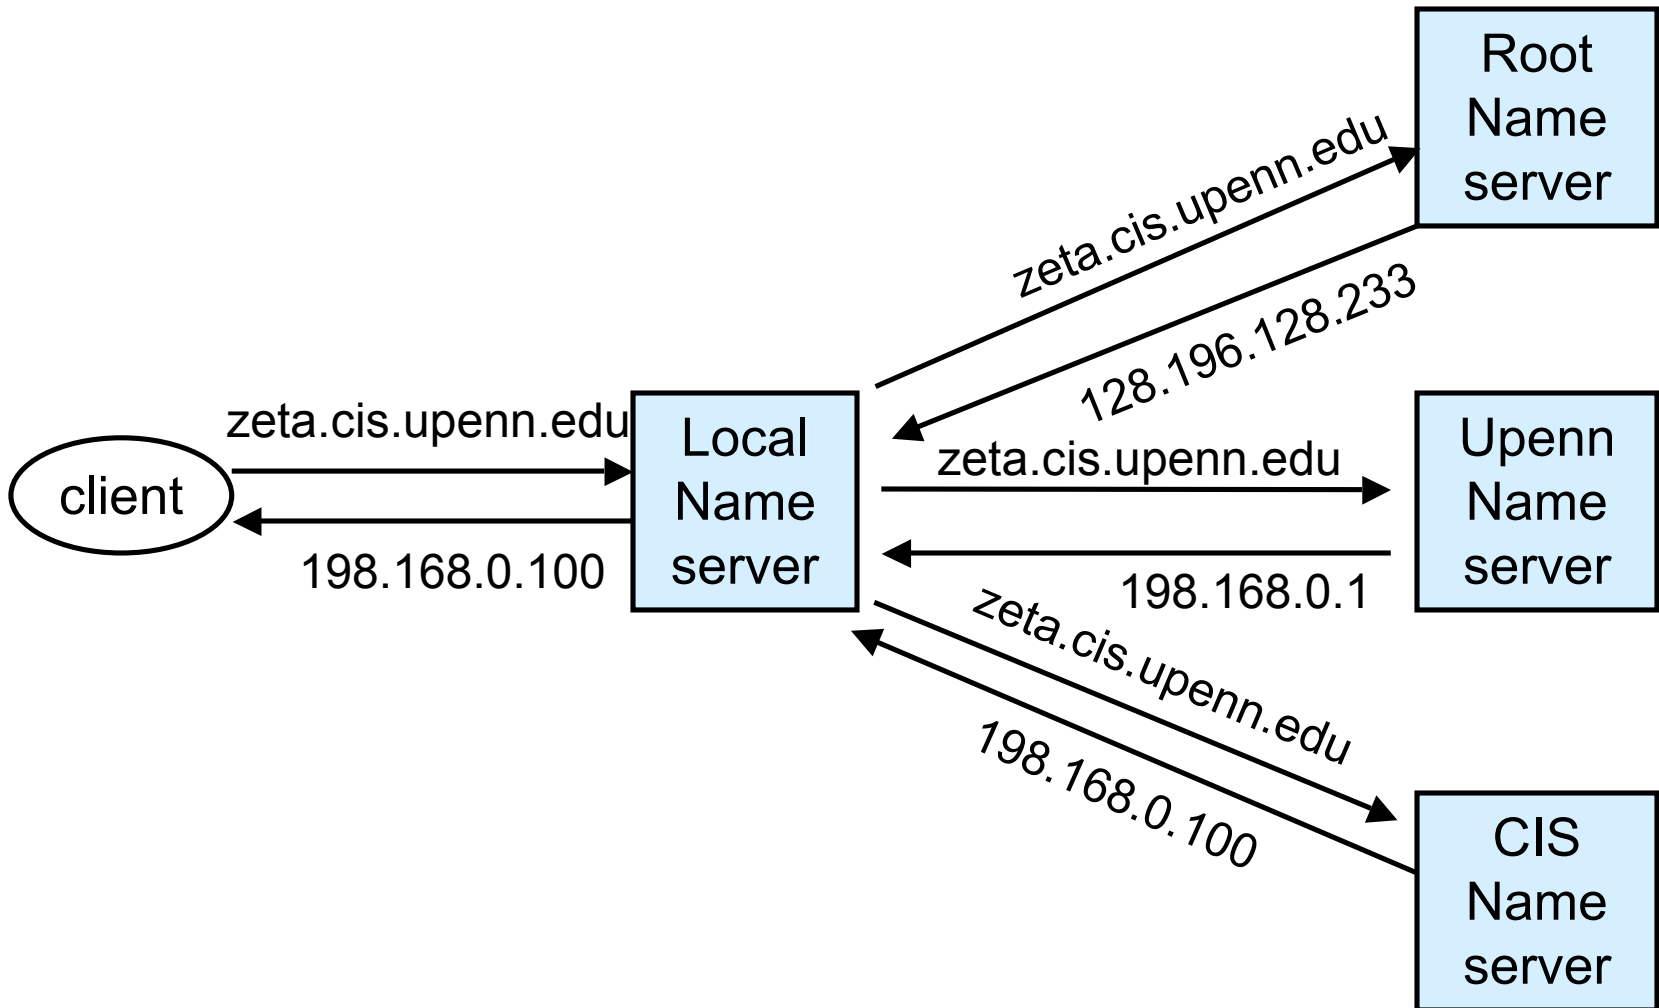 Root
Name
server
zeta.cis.upenn.edu
128.196.128.233
zeta.cis.upenn.edu
client
198.168.0.100
Local
Name
server
zeta.cis.upenn.edu
198.168.0.1
Upenn
Name
server
zeta.cis.upenn.edu
198.168.0.100
CIS
Name
server